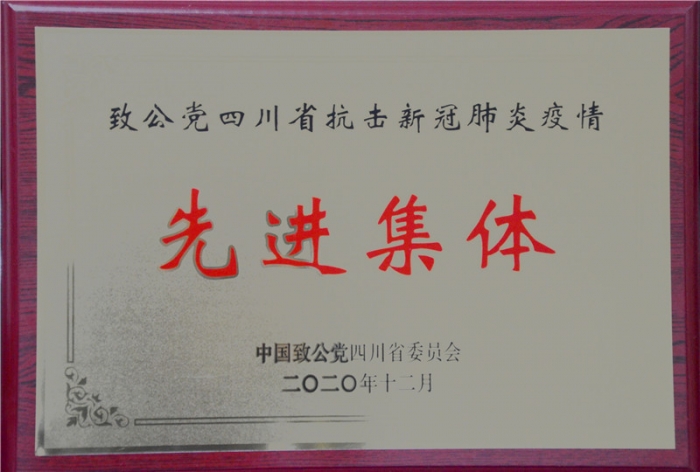 致公党四川省抗击新冠肺炎疫情
先进集体
中国致公党四川省委员会
二〇二〇年十二月